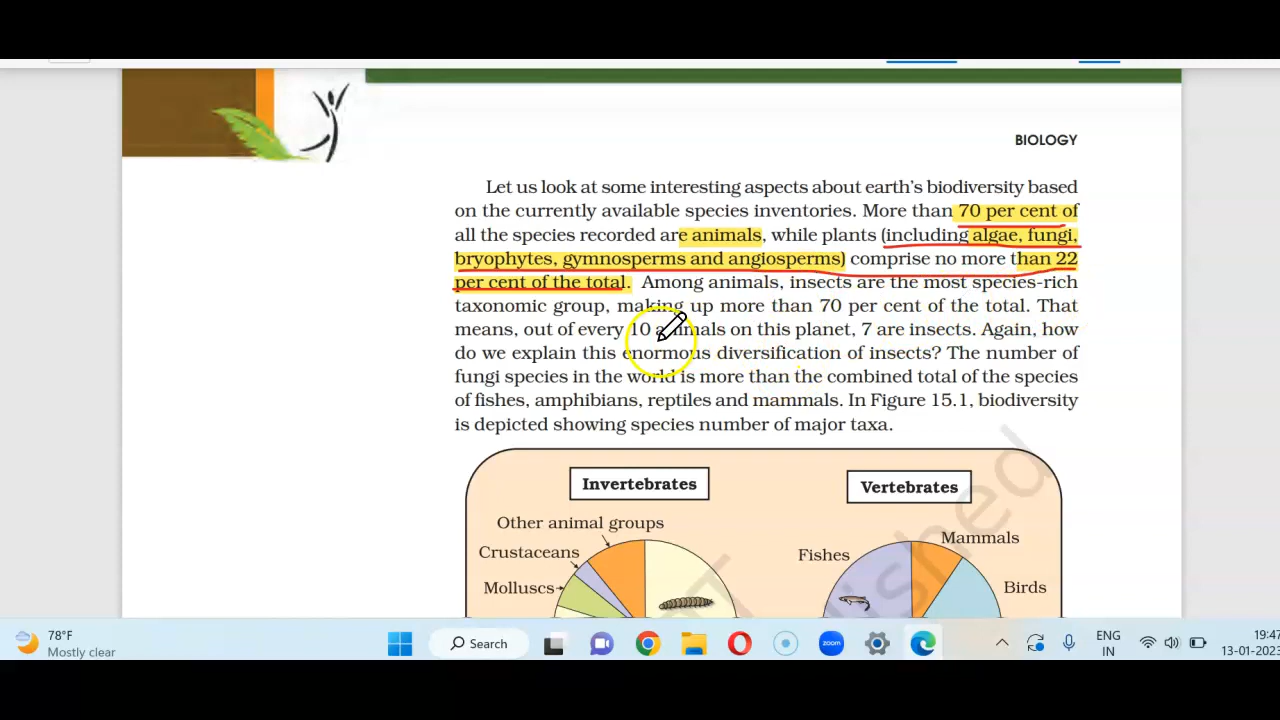 BIOLOGY
Let us look at some interesting aspects about earth's biodiversity based
on the currently available species inventories. More than 70 per cent of
all the species recorded are animals, while plants (including algae, fungi,
bryophytes, gymnosperms and angiosperms) comprise no more than 22
per cent of the total. Among animals, insects are the most species-rich
taxonomic group, making up more than 70 per cent of the total. That
means, out of every 10 animals on this planet, 7 are insects. Again, how
do we explain this enormous diversification of insects? The number of
fungi species in the world is more than the combined total of the species
of fishes, amphibians, reptiles and mammals. In Figure 15.1, biodiversity
is depicted showing species number of major taxa.
Invertebrates
Vertebrates
Other animal groups
Crustaceans
Molluscs
Fishes
Mammals
Birds
78°F
Mostly clear
Search
zoom
ENG
IN
19:47
13-01-2023